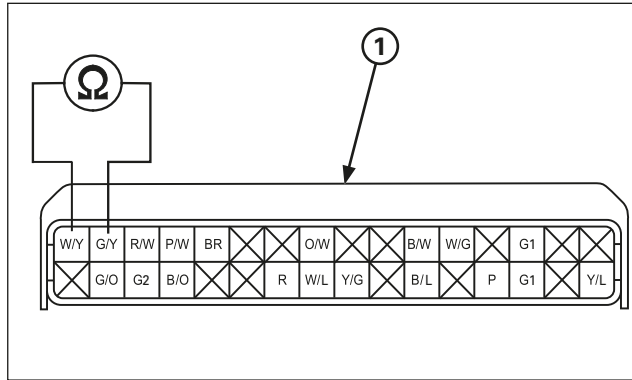 Ω
1
W/Y G/Y R/W P/W BR O/W B/W W/G G1
G/O G2 B/O R W/L Y/G B/L P G1 Y/L